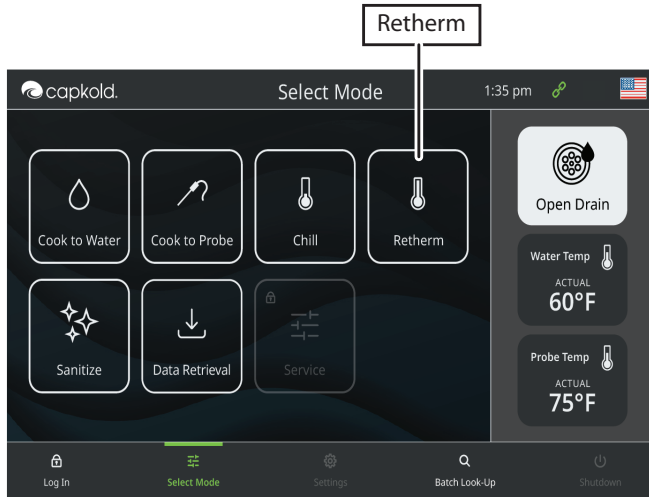 Retherm
capkold.
Select Mode
1:35 pm
Cook to Water
Cook to Probe
Chill
Retherm
Open Drain
Water Temp
ACTUAL
60°F
Sanitize
Data Retrieval
Service
Probe Temp
ACTUAL
75°F
Log In
Select Mode
Settings
Batch Look-Up
Shutdown